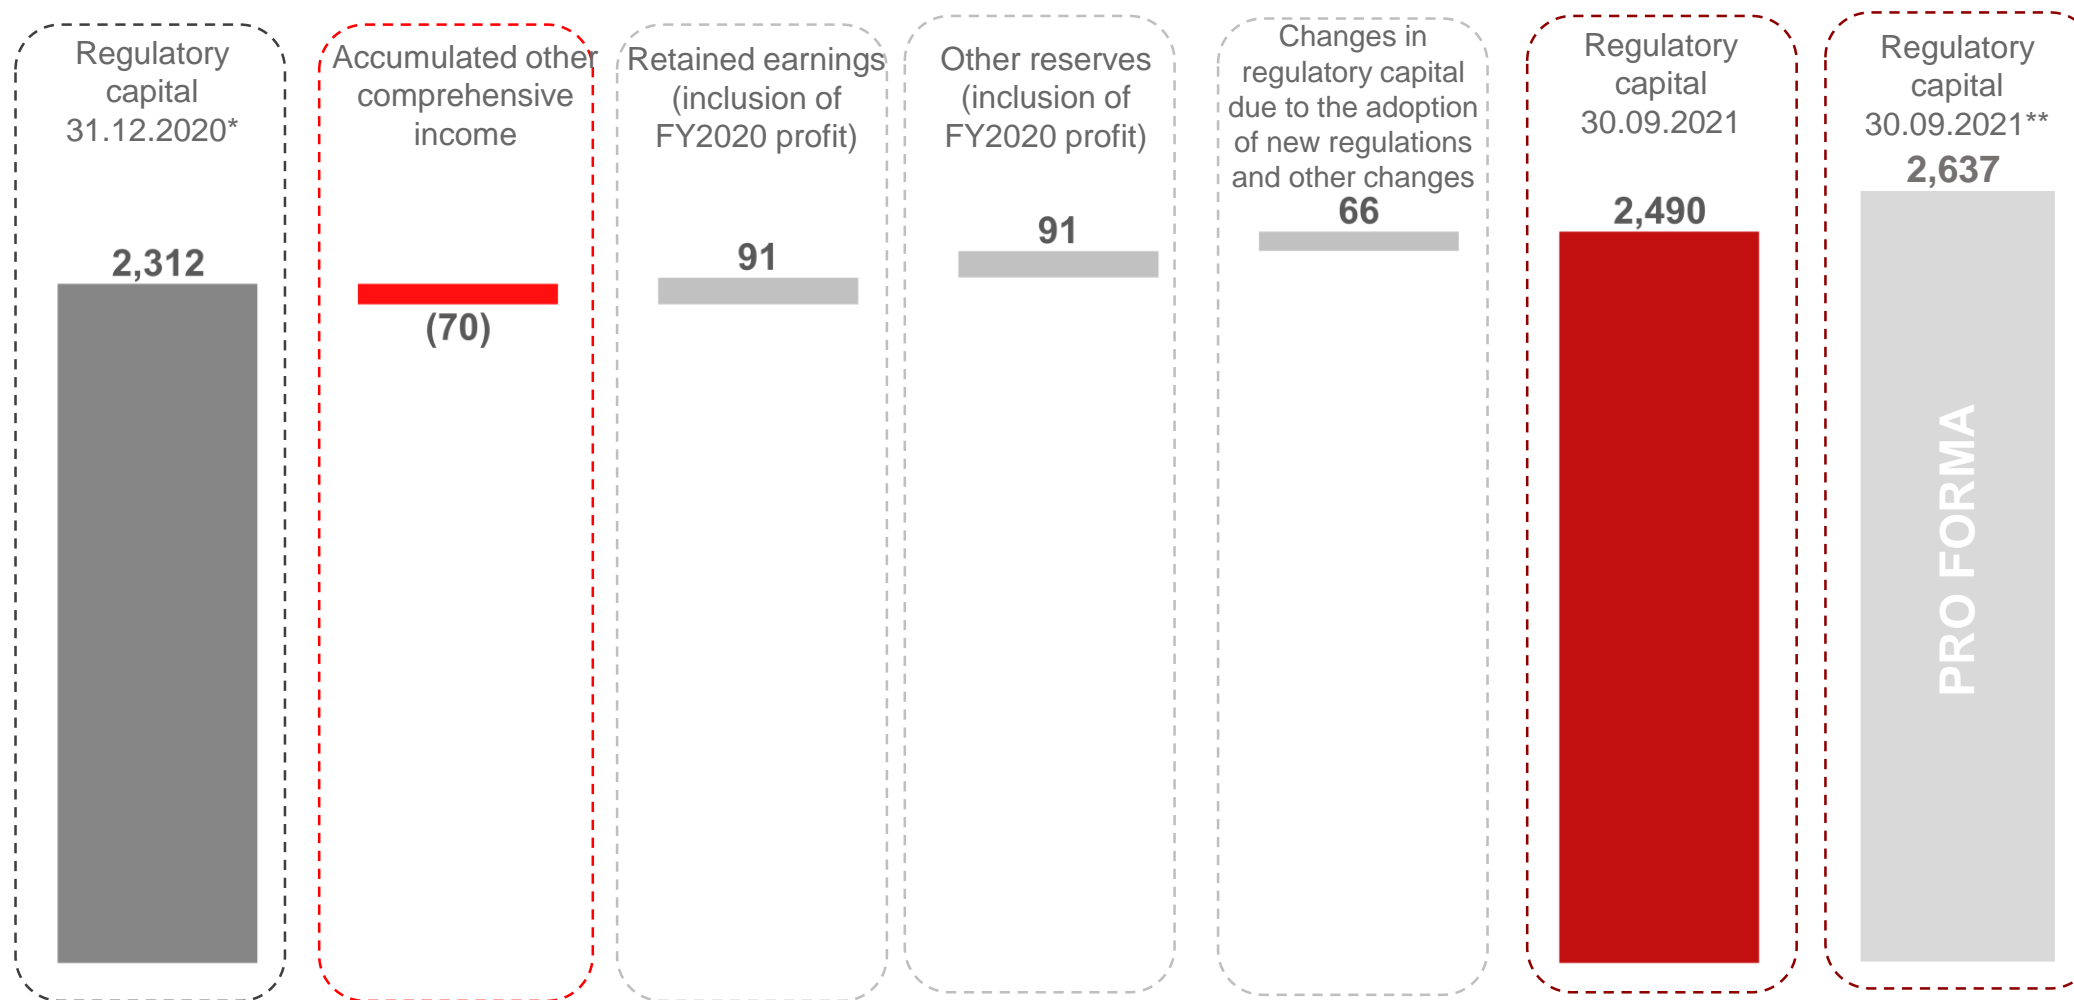 Regulatory
capital
31.12.2020*
2,312
Accumulated other
comprehensive
income
(70)
Retained earnings
(inclusion of
FY2020 profit)
91
Other reserves
(inclusion of
FY2020 profit)
91
Changes in
regulatory capital
due to the adoption
of new regulations
and other changes
66
Regulatory
capital
30.09.2021
2,490
Regulatory
capital
30.09.2021**
2,637
PRO FORMA